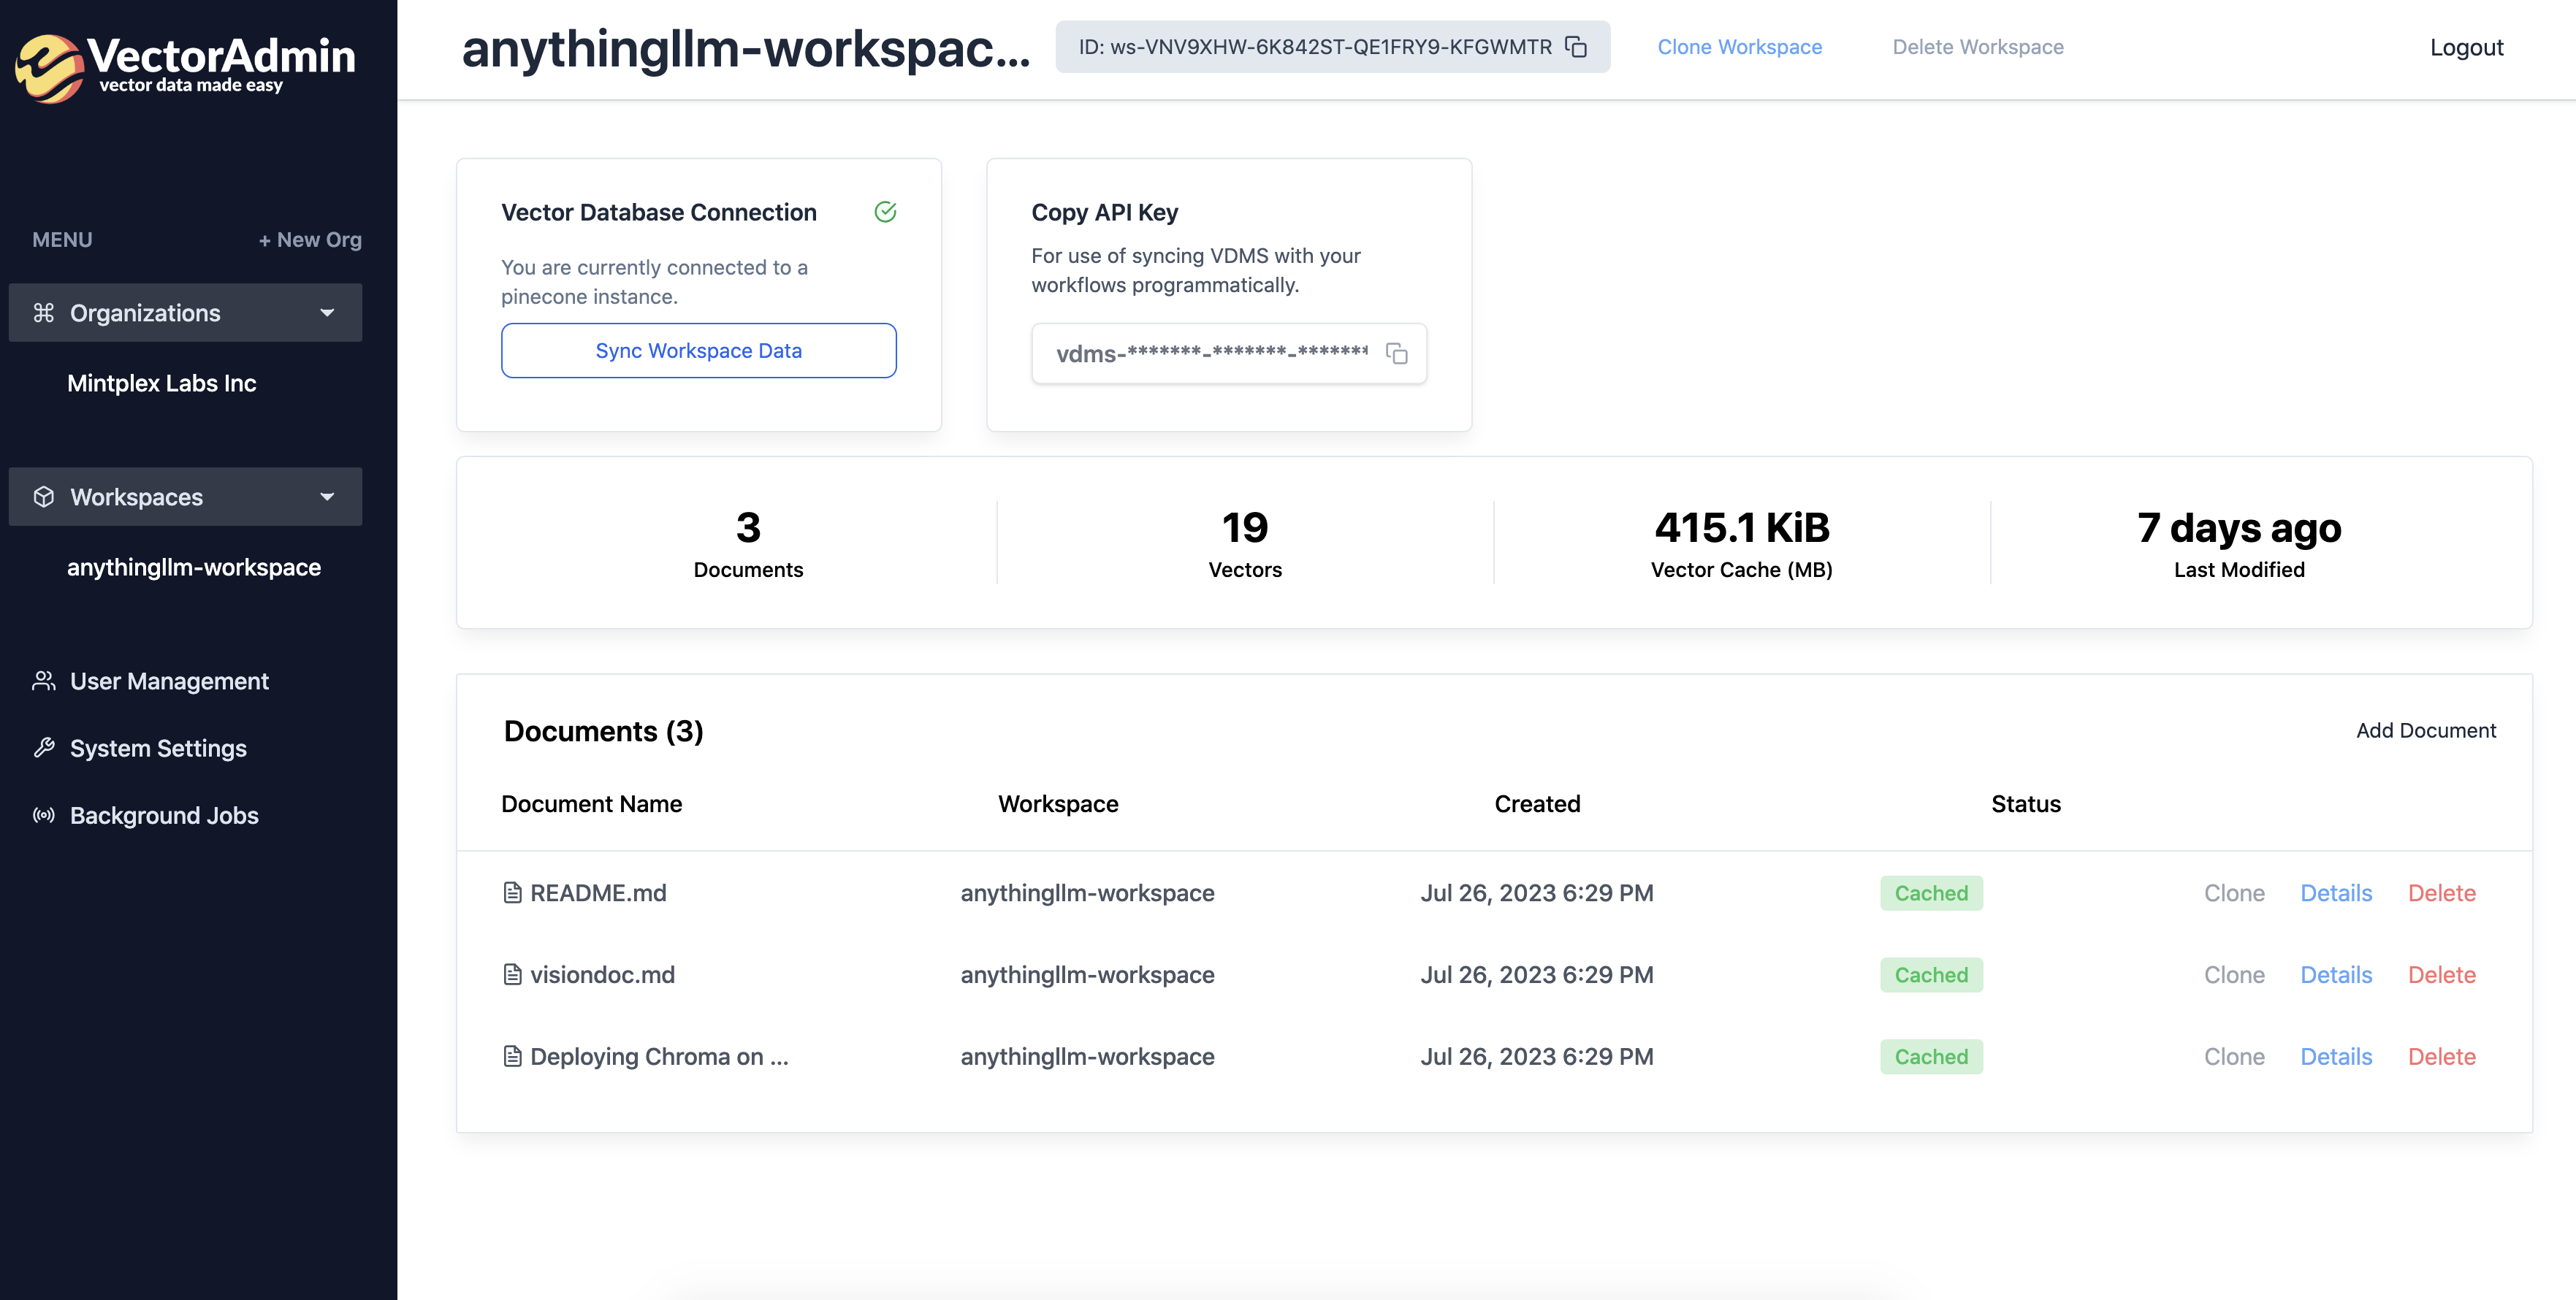 VectorAdmin
vector data made easy
MENU
+ New Org
Organizations
Mintplex Labs Inc
Workspaces
anythingllm-workspace
User Management
System Settings
Background Jobs
anythingllm-workspac...
ID: ws-VNV9XHW-6K842ST-QE1FRY9-KFGWMTR
Clone Workspace
Delete Workspace
Logout
Vector Database Connection
You are currently connected to a
pinecone instance.
Sync Workspace Data
Copy API Key
For use of syncing VDMS with your
workflows programmatically.
vdms-*******-*******-*******
3
Documents
19
Vectors
415.1 KiB
Vector Cache (MB)
7 days ago
Last Modified
Documents (3)
Add Document
Document Name Workspace Created Status
README.md anythingllm-workspace Jul 26, 2023 6:29 PM Cached Clone Details Delete
visiondoc.md anythingllm-workspace Jul 26, 2023 6:29 PM Cached Clone Details Delete
Deploying Chroma on ... anythingllm-workspace Jul 26, 2023 6:29 PM Cached Clone Details Delete